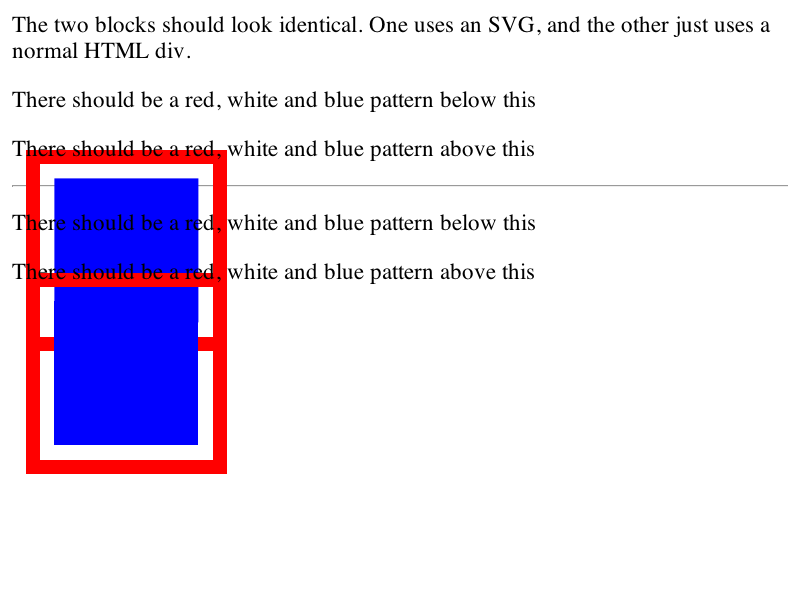 The two blocks should look identical. One uses an SVG, and the other just uses a
normal HTML div.
There should be a red, white and blue pattern below this
There should be a red, white and blue pattern above this
There should be a red, white and blue pattern below this
There should be a red, white and blue pattern above this